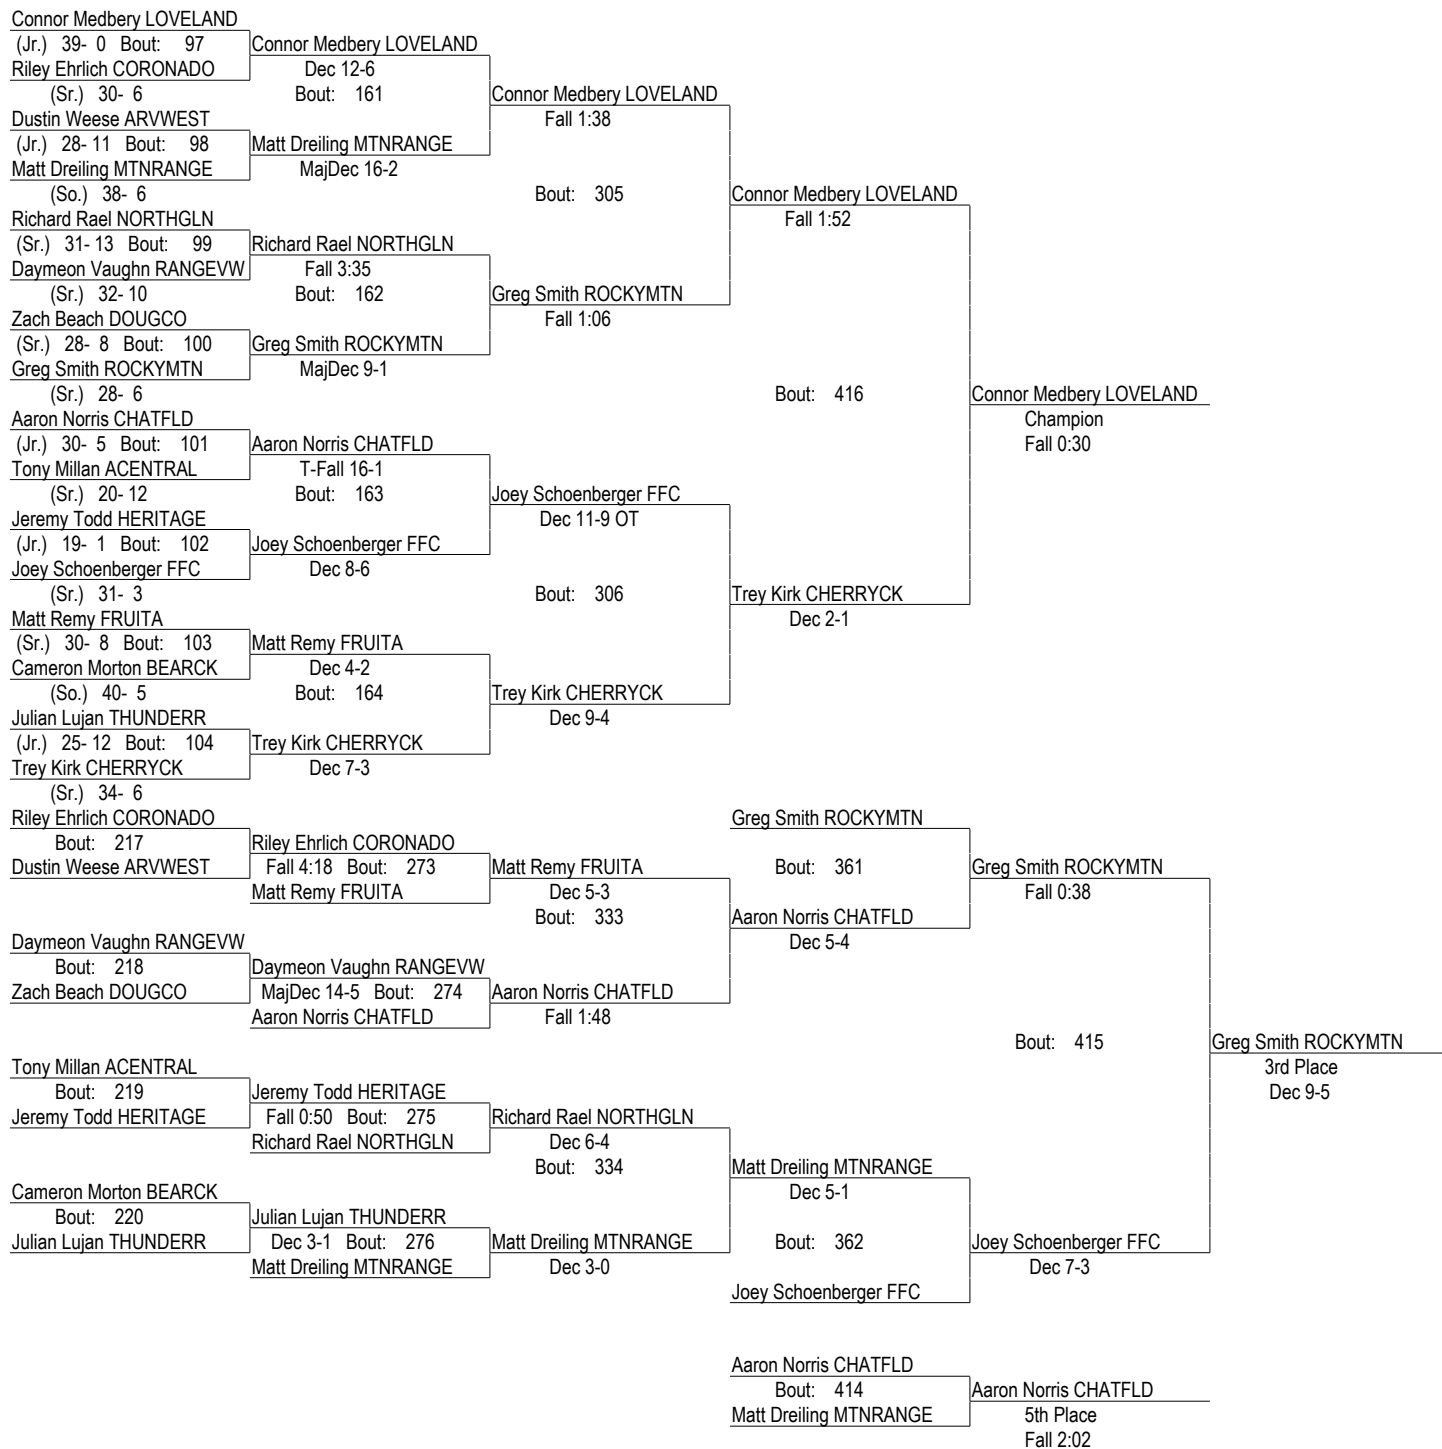 Connor Medbery LOVELAND
(Jr.) 39- 0 Bout: 97 Connor Medbery LOVELAND
Riley Ehrlich CORONADO Dec 12-6
(Sr.) 30- 6 Bout: 161 Connor Medbery LOVELAND
Dustin Weese ARVWEST Fall 1:38
(Jr.) 28- 11 Bout: 98 Matt Dreiling MTNRANGE
Matt Dreiling MTNRANGE MajDec 16-2
(So.) 38- 6 Bout: 305 Connor Medbery LOVELAND
Richard Rael NORTHGLN Fall 1:52
(Sr.) 31- 13 Bout: 99 Richard Rael NORTHGLN
Daymeon Vaughn RANGEVW Fall 3:35
(Sr.) 32- 10 Bout: 162 Greg Smith ROCKYMTN
Zach Beach DOUGCO Fall 1:06
(Sr.) 28- 8 Bout: 100 Greg Smith ROCKYMTN
Greg Smith ROCKYMTN MajDec 9-1
(Sr.) 28- 6 Bout: 416 Connor Medbery LOVELAND
Aaron Norris CHATFLD Champion
(Jr.) 30- 5 Bout: 101 Aaron Norris CHATFLD Fall 0:30
Tony Millan ACENTRAL T-Fall 16-1
(Sr.) 20- 12 Bout: 163 Joey Schoenberger FFC
Jeremy Todd HERITAGE Dec 11-9 OT
(Jr.) 19- 1 Bout: 102 Joey Schoenberger FFC
Joey Schoenberger FFC Dec 8-6
(Sr.) 31- 3 Bout: 306 Trey Kirk CHERRYCK
Matt Remy FRUITA Dec 2-1
(Sr.) 30- 8 Bout: 103 Matt Remy FRUITA
Cameron Morton BEARCK Dec 4-2
(So.) 40- 5 Bout: 164 Trey Kirk CHERRYCK
Julian Lujan THUNDERR Dec 9-4
(Jr.) 25- 12 Bout: 104 Trey Kirk CHERRYCK
Trey Kirk CHERRYCK Dec 7-3
(Sr.) 34- 6
Riley Ehrlich CORONADO Greg Smith ROCKYMTN
Bout: 217 Riley Ehrlich CORONADO
Dustin Weese ARVWEST Fall 4:18 Bout: 273 Matt Remy FRUITA Bout: 361 Greg Smith ROCKYMTN
Matt Remy FRUITA Dec 5-3 Fall 0:38
Bout: 333 Aaron Norris CHATFLD
Daymeon Vaughn RANGEVW Dec 5-4
Bout: 218 Daymeon Vaughn RANGEVW
Zach Beach DOUGCO MajDec 14-5 Bout: 274 Aaron Norris CHATFLD
Aaron Norris CHATFLD Fall 1:48
Bout: 415 Greg Smith ROCKYMTN
Tony Millan ACENTRAL 3rd Place
Bout: 219 Jeremy Todd HERITAGE Dec 9-5
Jeremy Todd HERITAGE Fall 0:50 Bout: 275 Richard Rael NORTHGLN
Richard Rael NORTHGLN Dec 6-4
Bout: 334 Matt Dreiling MTNRANGE
Cameron Morton BEARCK Dec 5-1
Bout: 220 Julian Lujan THUNDERR
Julian Lujan THUNDERR Dec 3-1 Bout: 276 Matt Dreiling MTNRANGE Bout: 362 Joey Schoenberger FFC
Matt Dreiling MTNRANGE Dec 3-0 Dec 7-3
Joey Schoenberger FFC
Aaron Norris CHATFLD
Bout: 414 Aaron Norris CHATFLD
Matt Dreiling MTNRANGE 5th Place
Fall 2:02